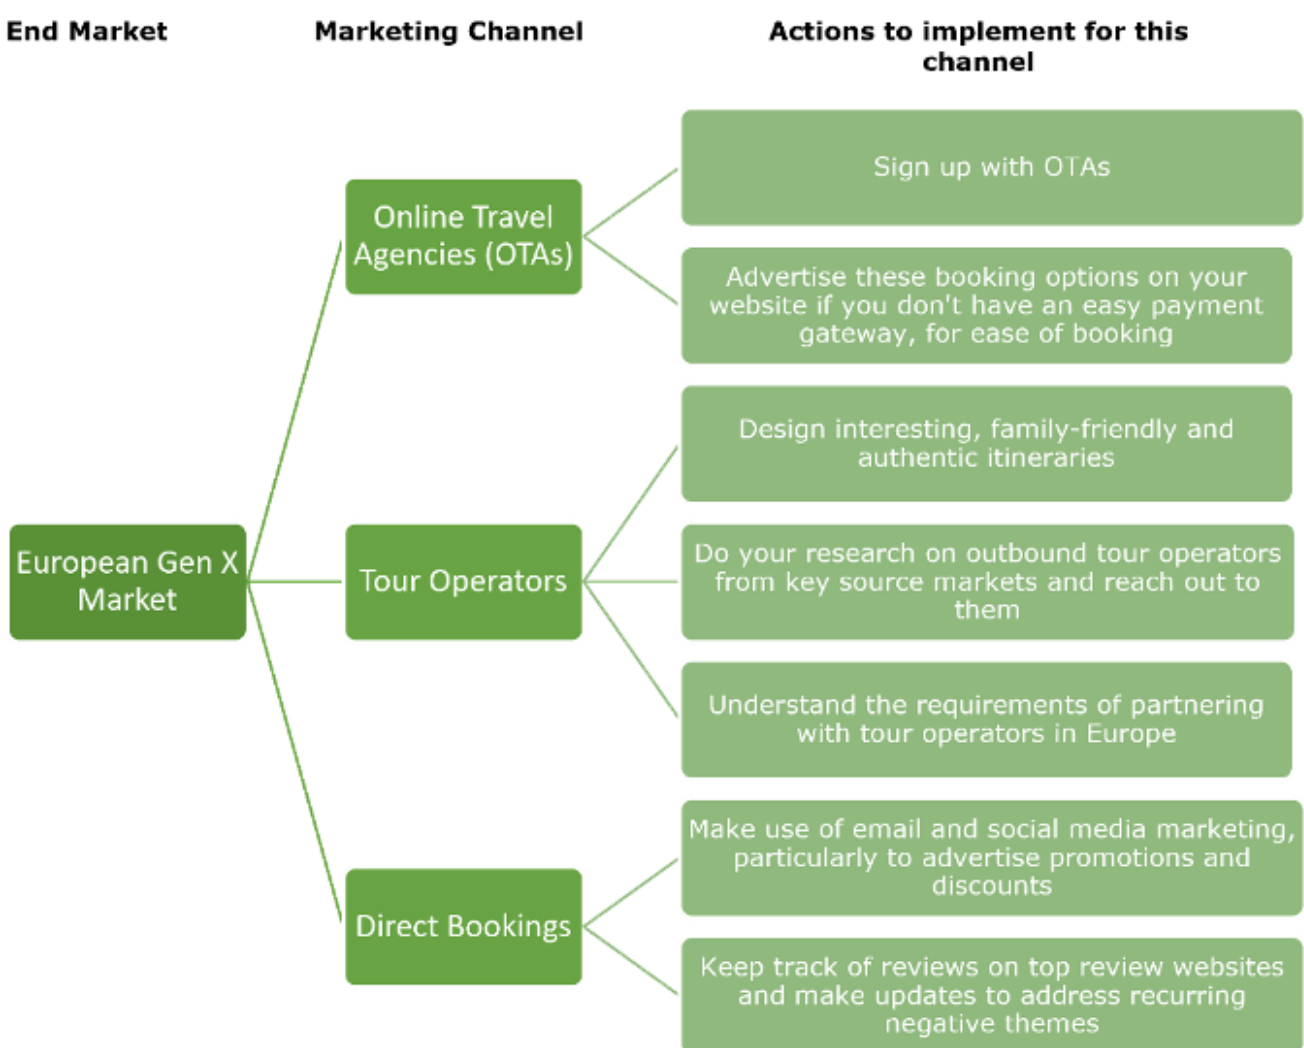 End Market
Marketing Channel
Actions to implement for this
channel
European Gen X
Market
Online Travel
Agencies (OTAs)
Sign up with OTAs
Advertise these booking options on your
website if you don't have an easy payment
gateway, for ease of booking
Tour Operators
Design interesting, family-friendly and
authentic itineraries
Do your research on outbound tour operators
from key source markets and reach out to
them
Understand the requirements of partnering
with tour operators in Europe
Direct Bookings
Make use of email and social media marketing,
particularly to advertise promotions and
discounts
Keep track of reviews on top review websites
and make updates to address recurring
negative themes